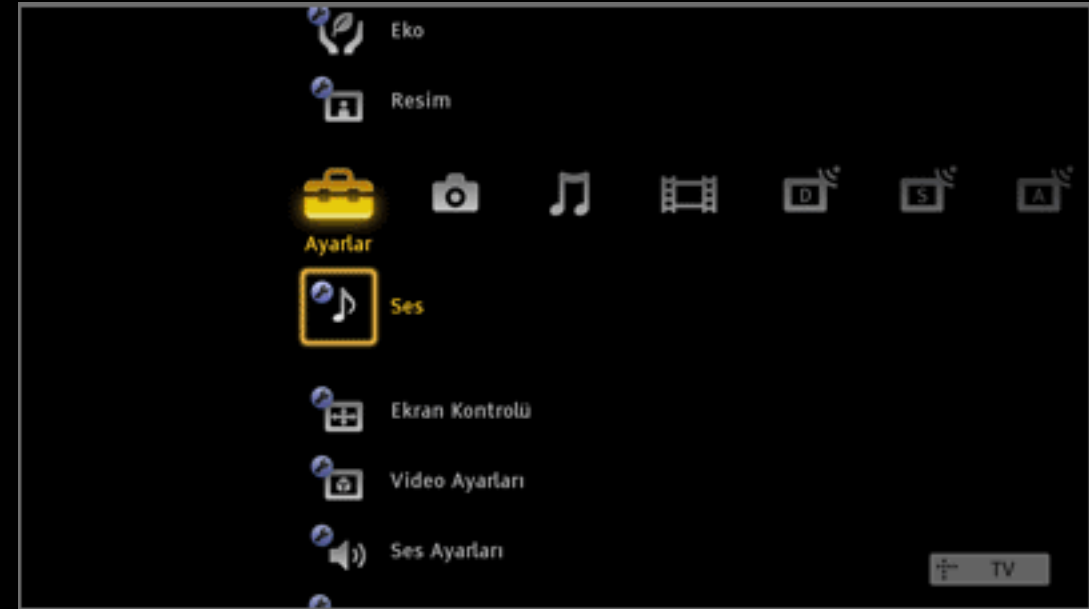 Eko
Resim
D
S
A
Ayarlar
Ses
Ekran Kontrolü
Video Ayarları
Ses Ayarları
TV